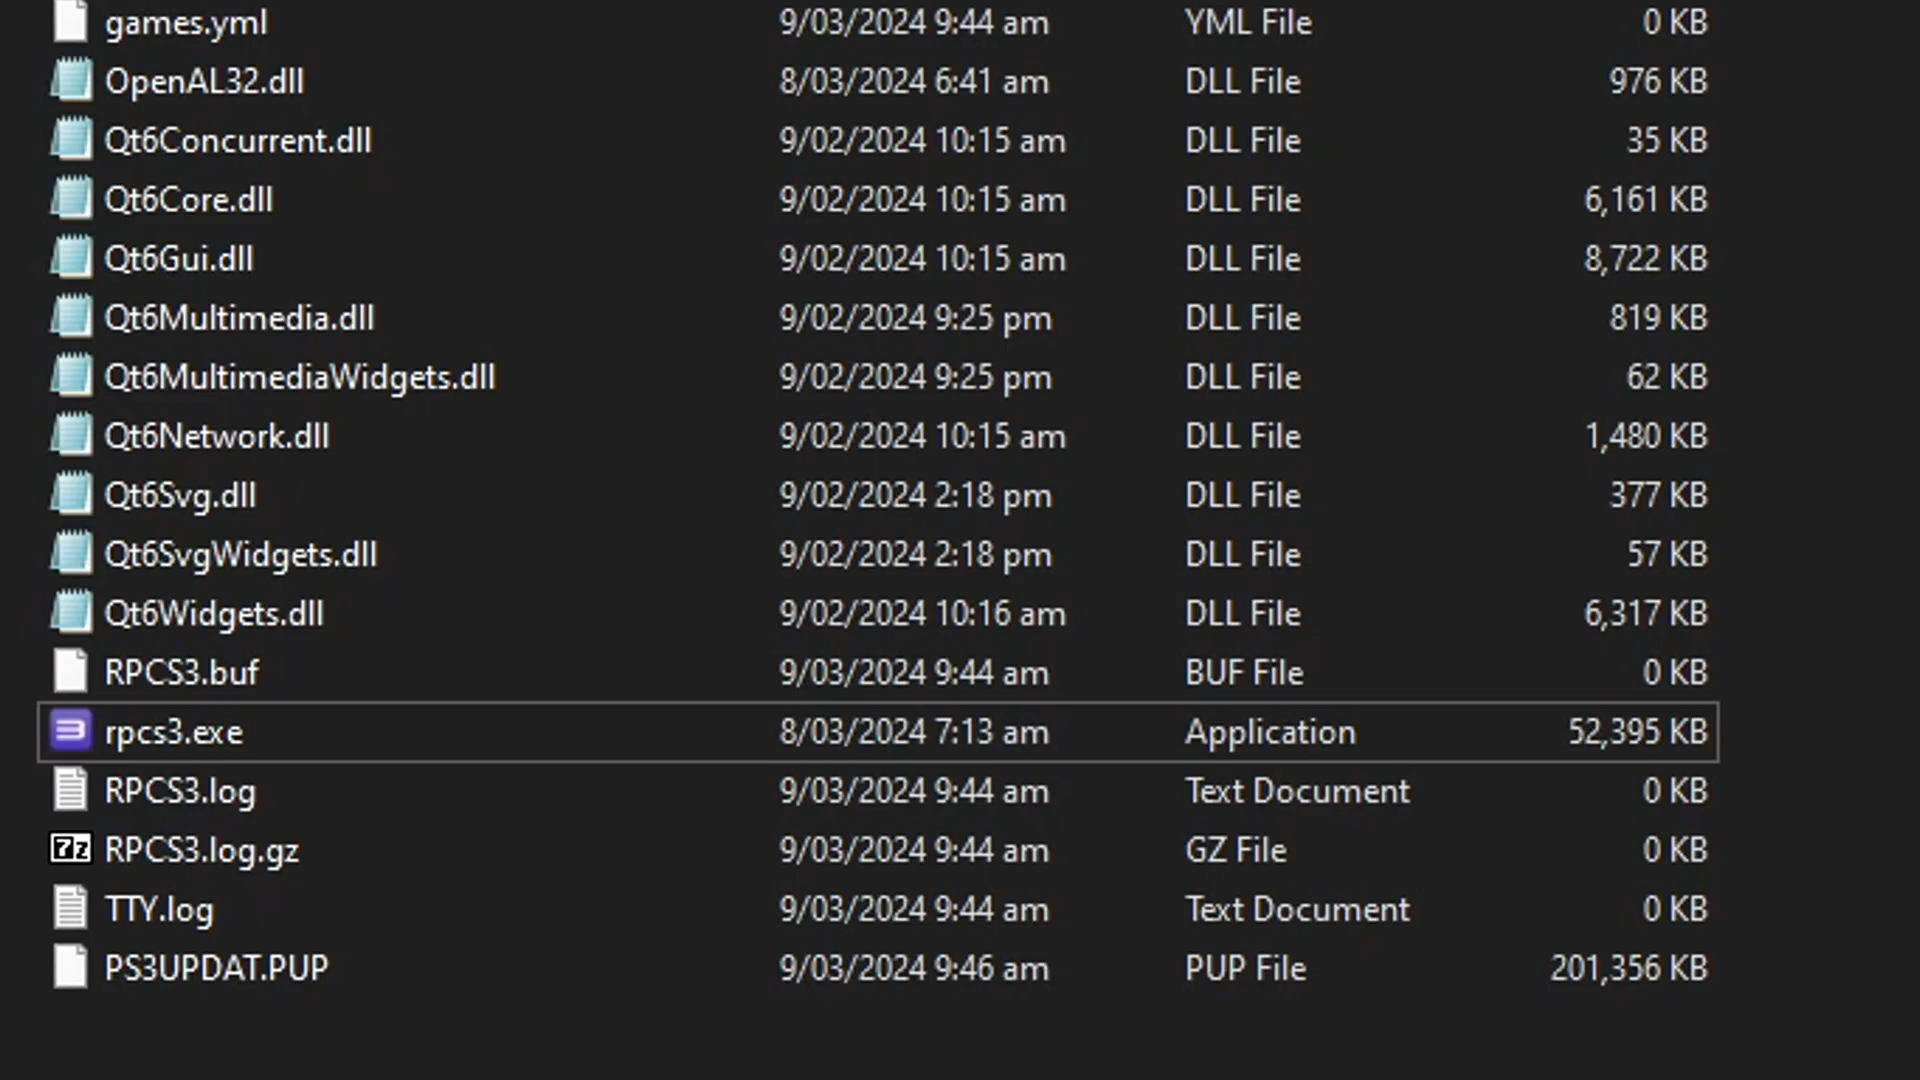 games.yml 9/03/2024 9:44 am YML File 0 KB
OpenAL32.dll 8/03/2024 6:41 am DLL File 976 KB
Qt6Concurrent.dll 9/02/2024 10:15 am DLL File 35 KB
Qt6Core.dll 9/02/2024 10:15 am DLL File 6,161 KB
Qt6Gui.dll 9/02/2024 10:15 am DLL File 8,722 KB
Qt6Multimedia.dll 9/02/2024 9:25 pm DLL File 819 KB
Qt6MultimediaWidgets.dll 9/02/2024 9:25 pm DLL File 62 KB
Qt6Network.dll 9/02/2024 10:15 am DLL File 1,480 KB
Qt6Svg.dll 9/02/2024 2:18 pm DLL File 377 KB
Qt6SvgWidgets.dll 9/02/2024 2:18 pm DLL File 57 KB
Qt6Widgets.dll 9/02/2024 10:16 am DLL File 6,317 KB
RPCS3.buf 9/03/2024 9:44 am BUF File 0 KB
rpcs3.exe 8/03/2024 7:13 am Application 52,395 KB
RPCS3.log 9/03/2024 9:44 am Text Document 0 KB
7z RPCS3.log.gz 9/03/2024 9:44 am GZ File 0 KB
TTY.log 9/03/2024 9:44 am Text Document 0 KB
PS3UPDAT.PUP 9/03/2024 9:46 am PUP File 201,356 KB